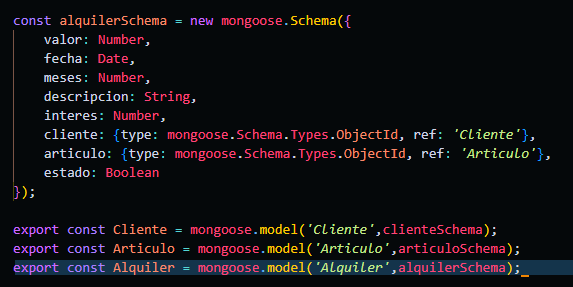 const alquilerSchema = new mongoose.Schema({
    valor: Number,
    fecha: Date,
    meses: Number,
    descripcion: String,
    interes: Number,
    cliente: {type: mongoose.Schema.Types.ObjectId, ref: 'Cliente'},
    articulo: {type: mongoose.Schema.Types.ObjectId, ref: 'Articulo'},
    estado: Boolean
});

export const Cliente = mongoose.model('Cliente',clienteSchema);
export const Articulo = mongoose.model('Articulo',articuloSchema);
export const Alquiler = mongoose.model('Alquiler',alquilerSchema);